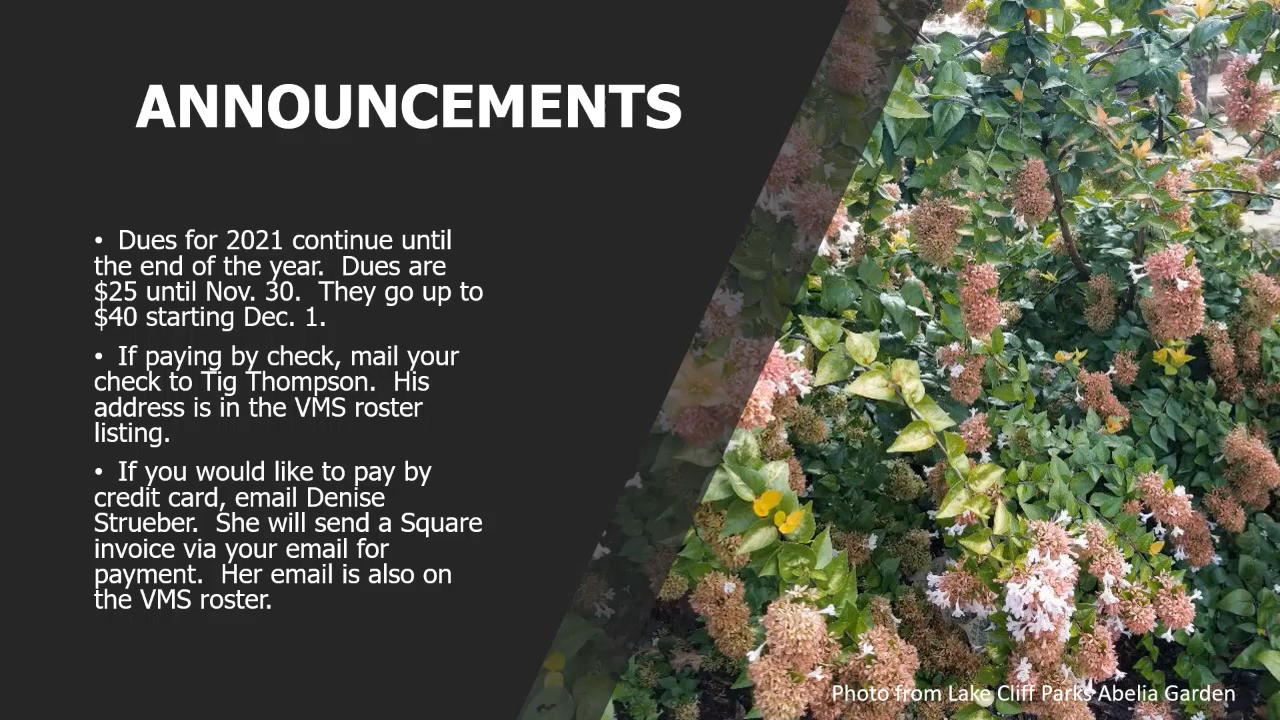 ANNOUNCEMENTS
• Dues for 2021 continue until
the end of the year. Dues are
$25 until Nov. 30. They go up to
$40 starting Dec. 1.
• If paying by check, mail your
check to Tig Thompson. His
address is in the VMS roster
listing.
• If you would like to pay by
credit card, email Denise
Strueber. She will send a Square
invoice via your email for
payment. Her email is also on
the VMS roster.
Photo from Lake Cliff Parks Abelia Garden